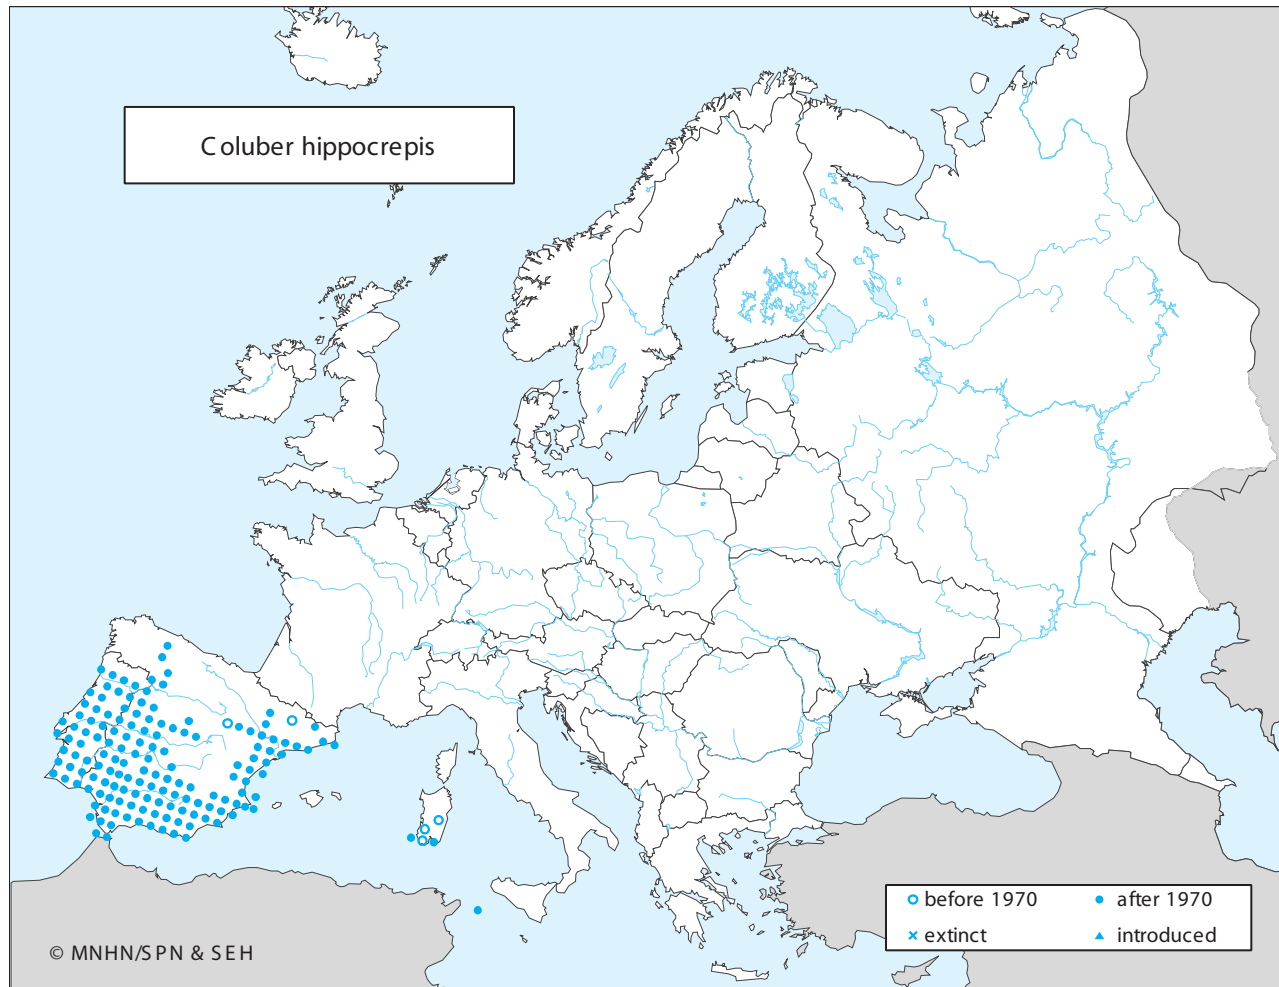 Coluber hippocrepis
before 1970
after 1970
extinct
introduced
© MNHN/SPN & SEH